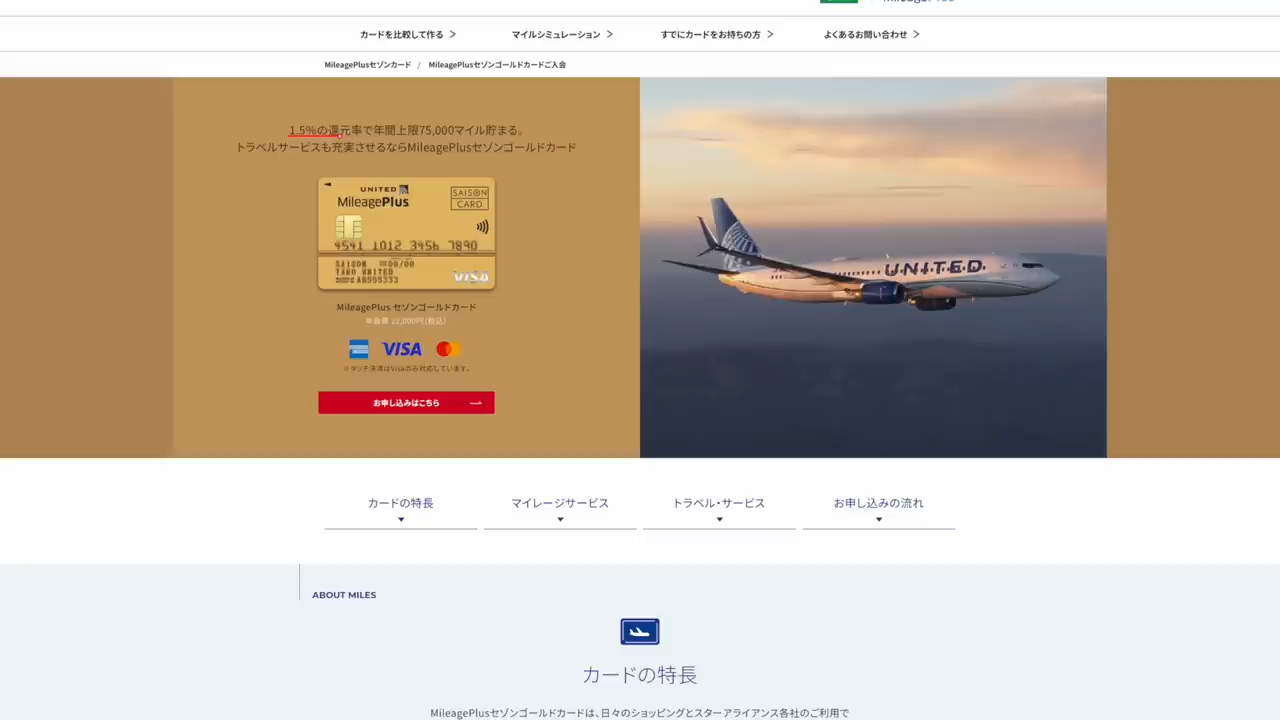 カードを比較して作る
マイルシミュレーション
すでにカードをお持ちの方
よくあるお問い合わせ
MileagePlusセゾンカード / MileagePlusセゾンゴールドカードご入会
1.5%の還元率で年間上限75,000マイル貯まる。
トラベルサービスも充実させるならMileagePlusセゾンゴールドカード
UNITED
MileagePlus
SAISON
CARD
4541 1012 3456 7890
SAISON
TARO UNITED
VISA
UNITED
MileagePlus セゾンゴールドカード
年会費 22,000円(税込)
VISA
※タッチ決済はVisaのみ対応しています。
お申し込みはこちら
カードの特長
マイレージサービス
トラベル・サービス
お申し込みの流れ
ABOUT MILES
カードの特長
MileagePlusセゾンゴールドカードは、日々のショッピングとスターアライアンス各社のご利用で